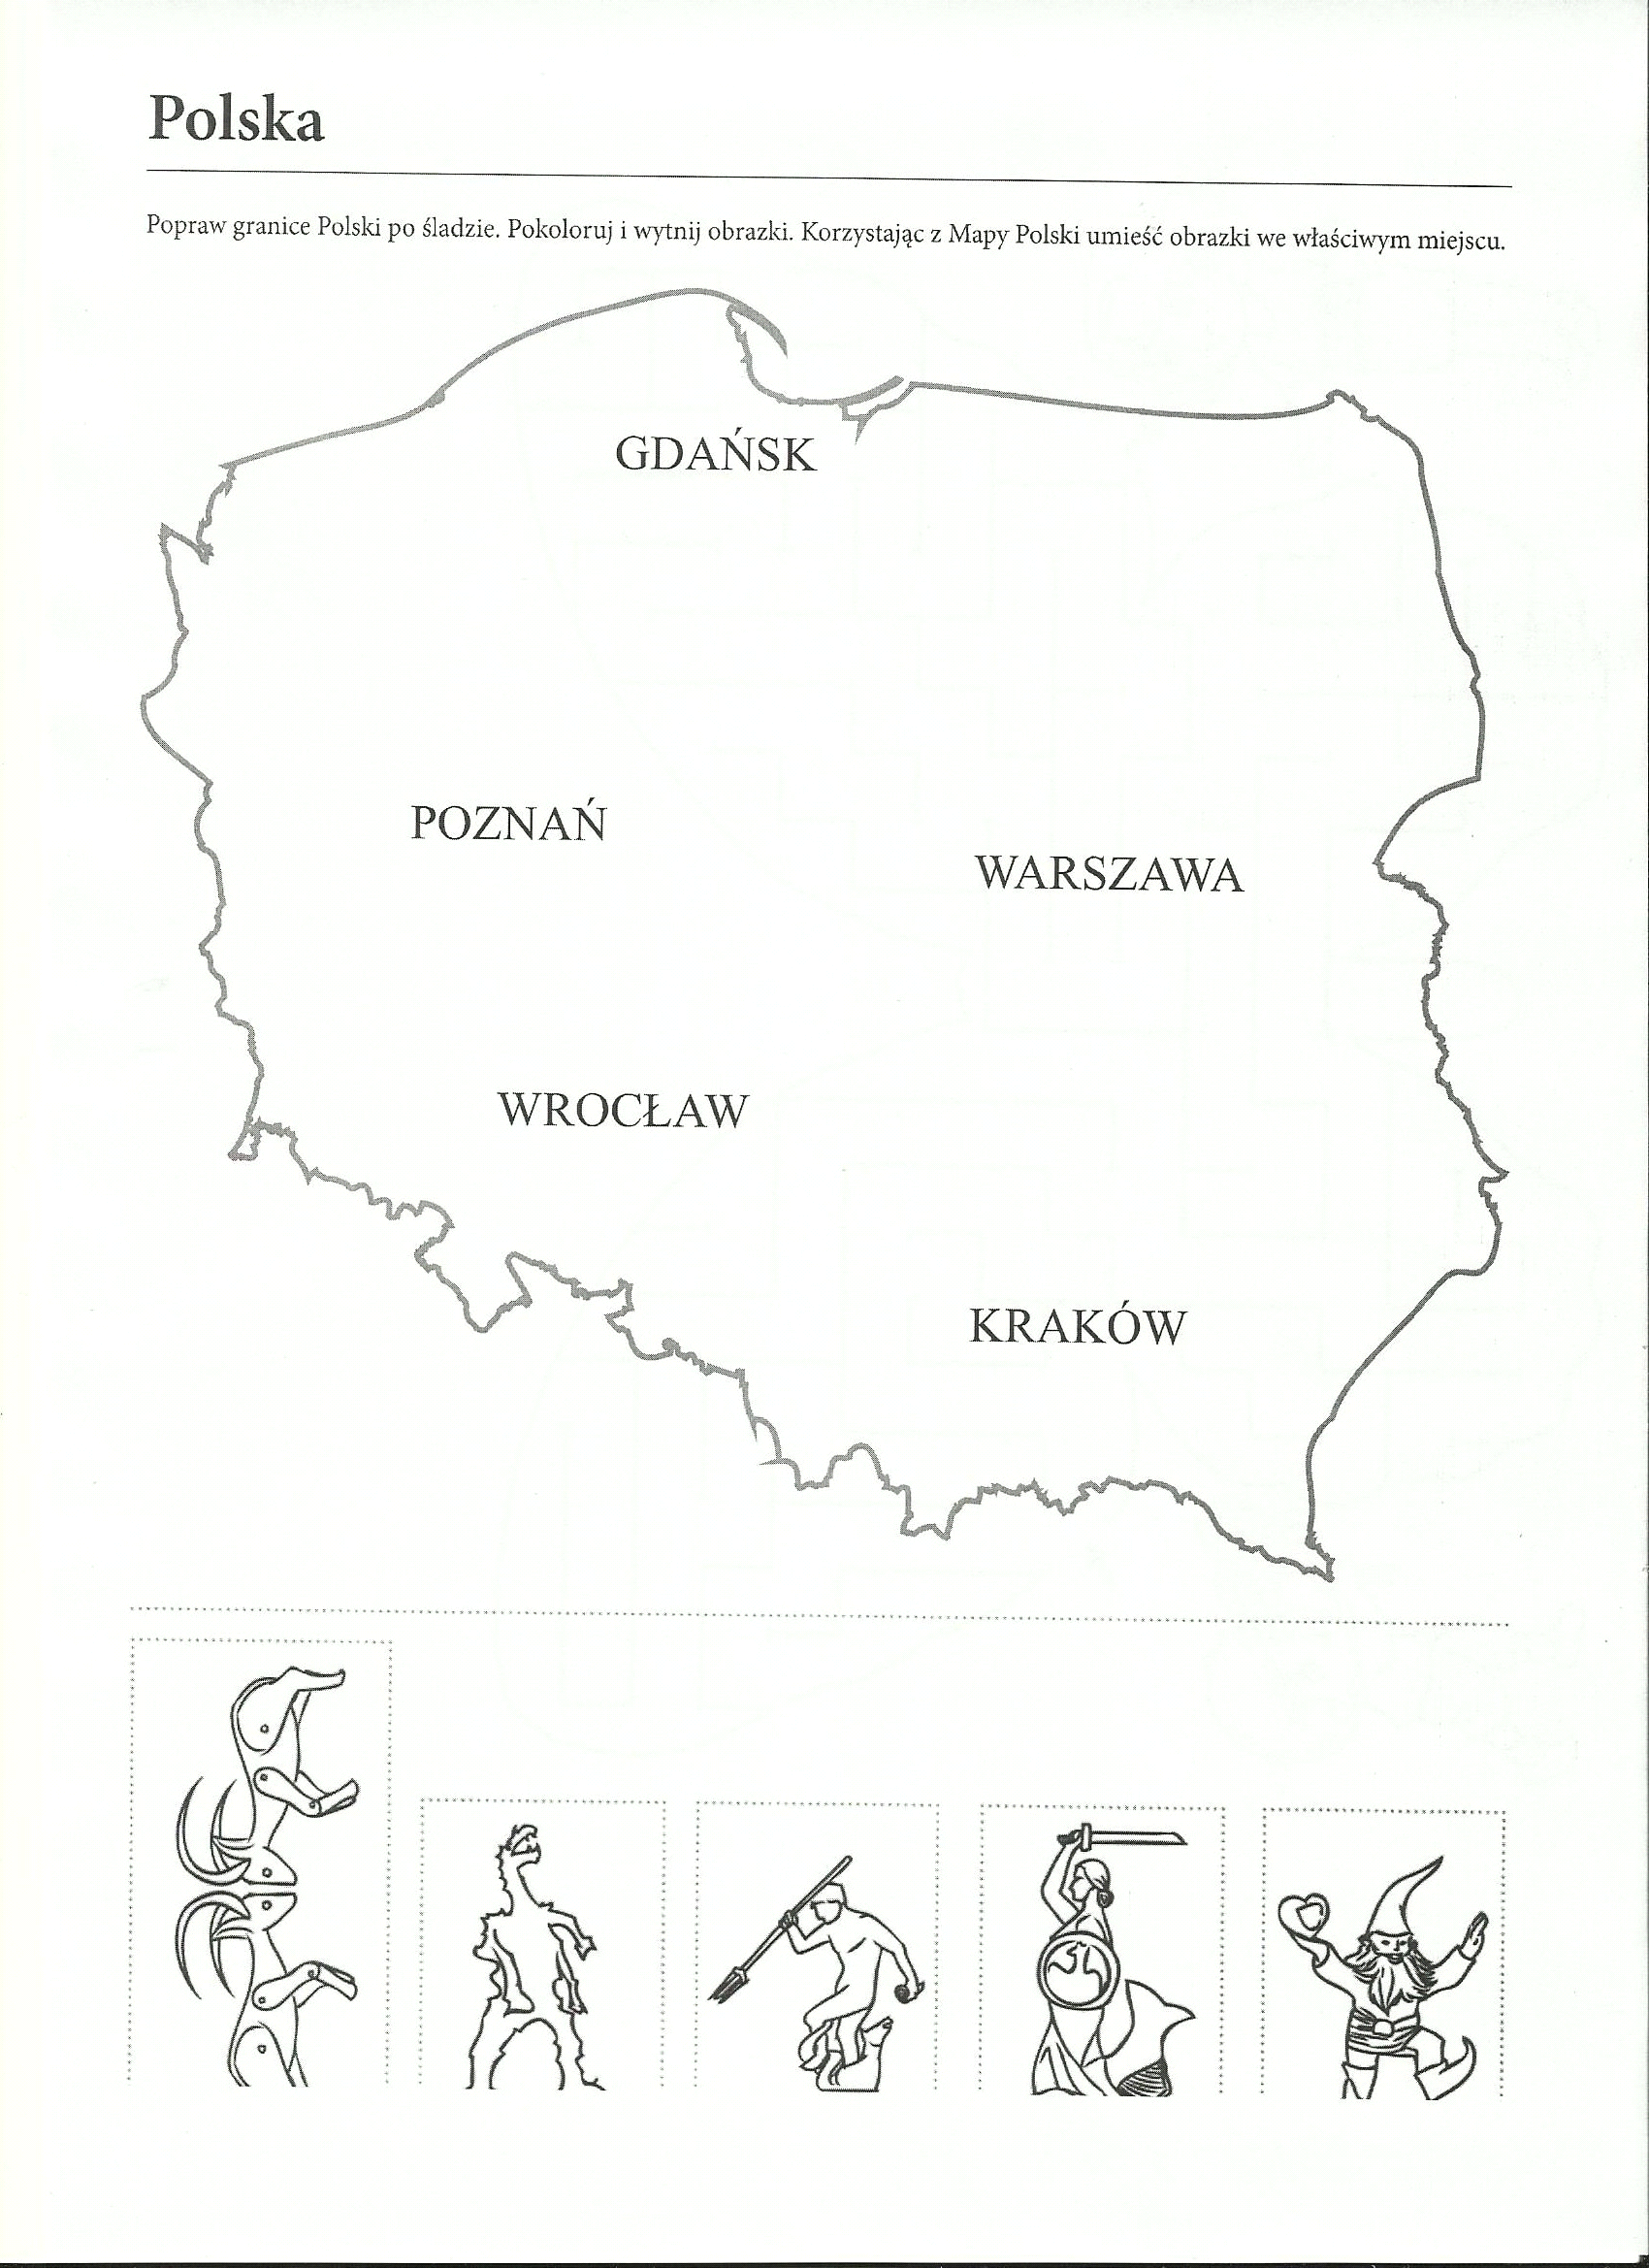 Polska
Popraw granice Polski po śladzie. Pokoloruj i wytnij obrazki. Korzystając z Mapy Polski umieść obrazki we właściwym miejscu.
GDAŃSK
POZNAŃ
WARSZAWA
WROCŁAW
KRAKÓW